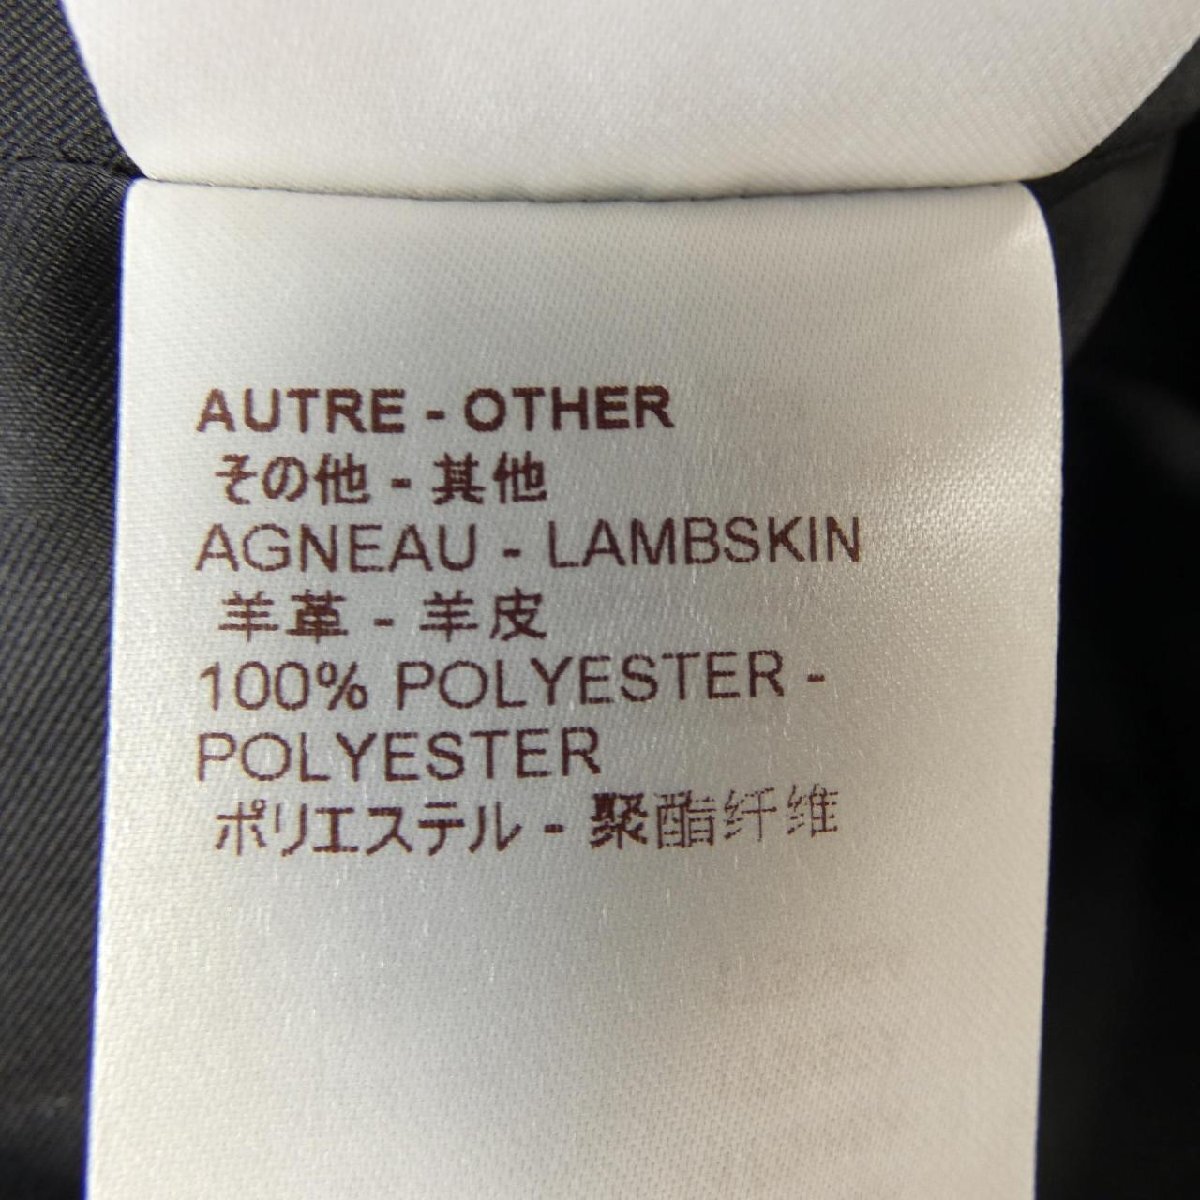 AUTRE - OTHER
その他 - 其他
AGNEAU - LAMBSKIN
羊革 - 羊皮
100% POLYESTER -
POLYESTER
ポリエステル - 聚酯纤维